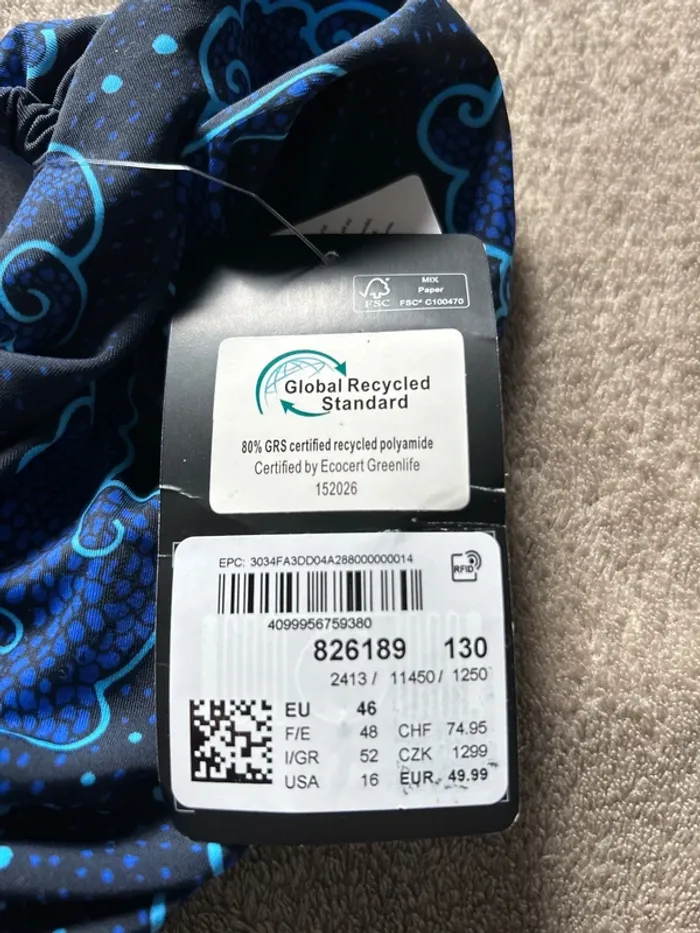 MIX
Paper
FSC FSC® C100470
Global Recycled
Standard
80% GRS certified recycled polyamide
Certified by Ecocert Greenlife
152026
EPC: 3034FA3DD04A288000000014
RFID
4099956759380
826189 130
2413 / 11450 / 1250
EU 46
F/E 48 CHF 74.95
I/GR 52 CZK 1299
USA 16 EUR 49.99